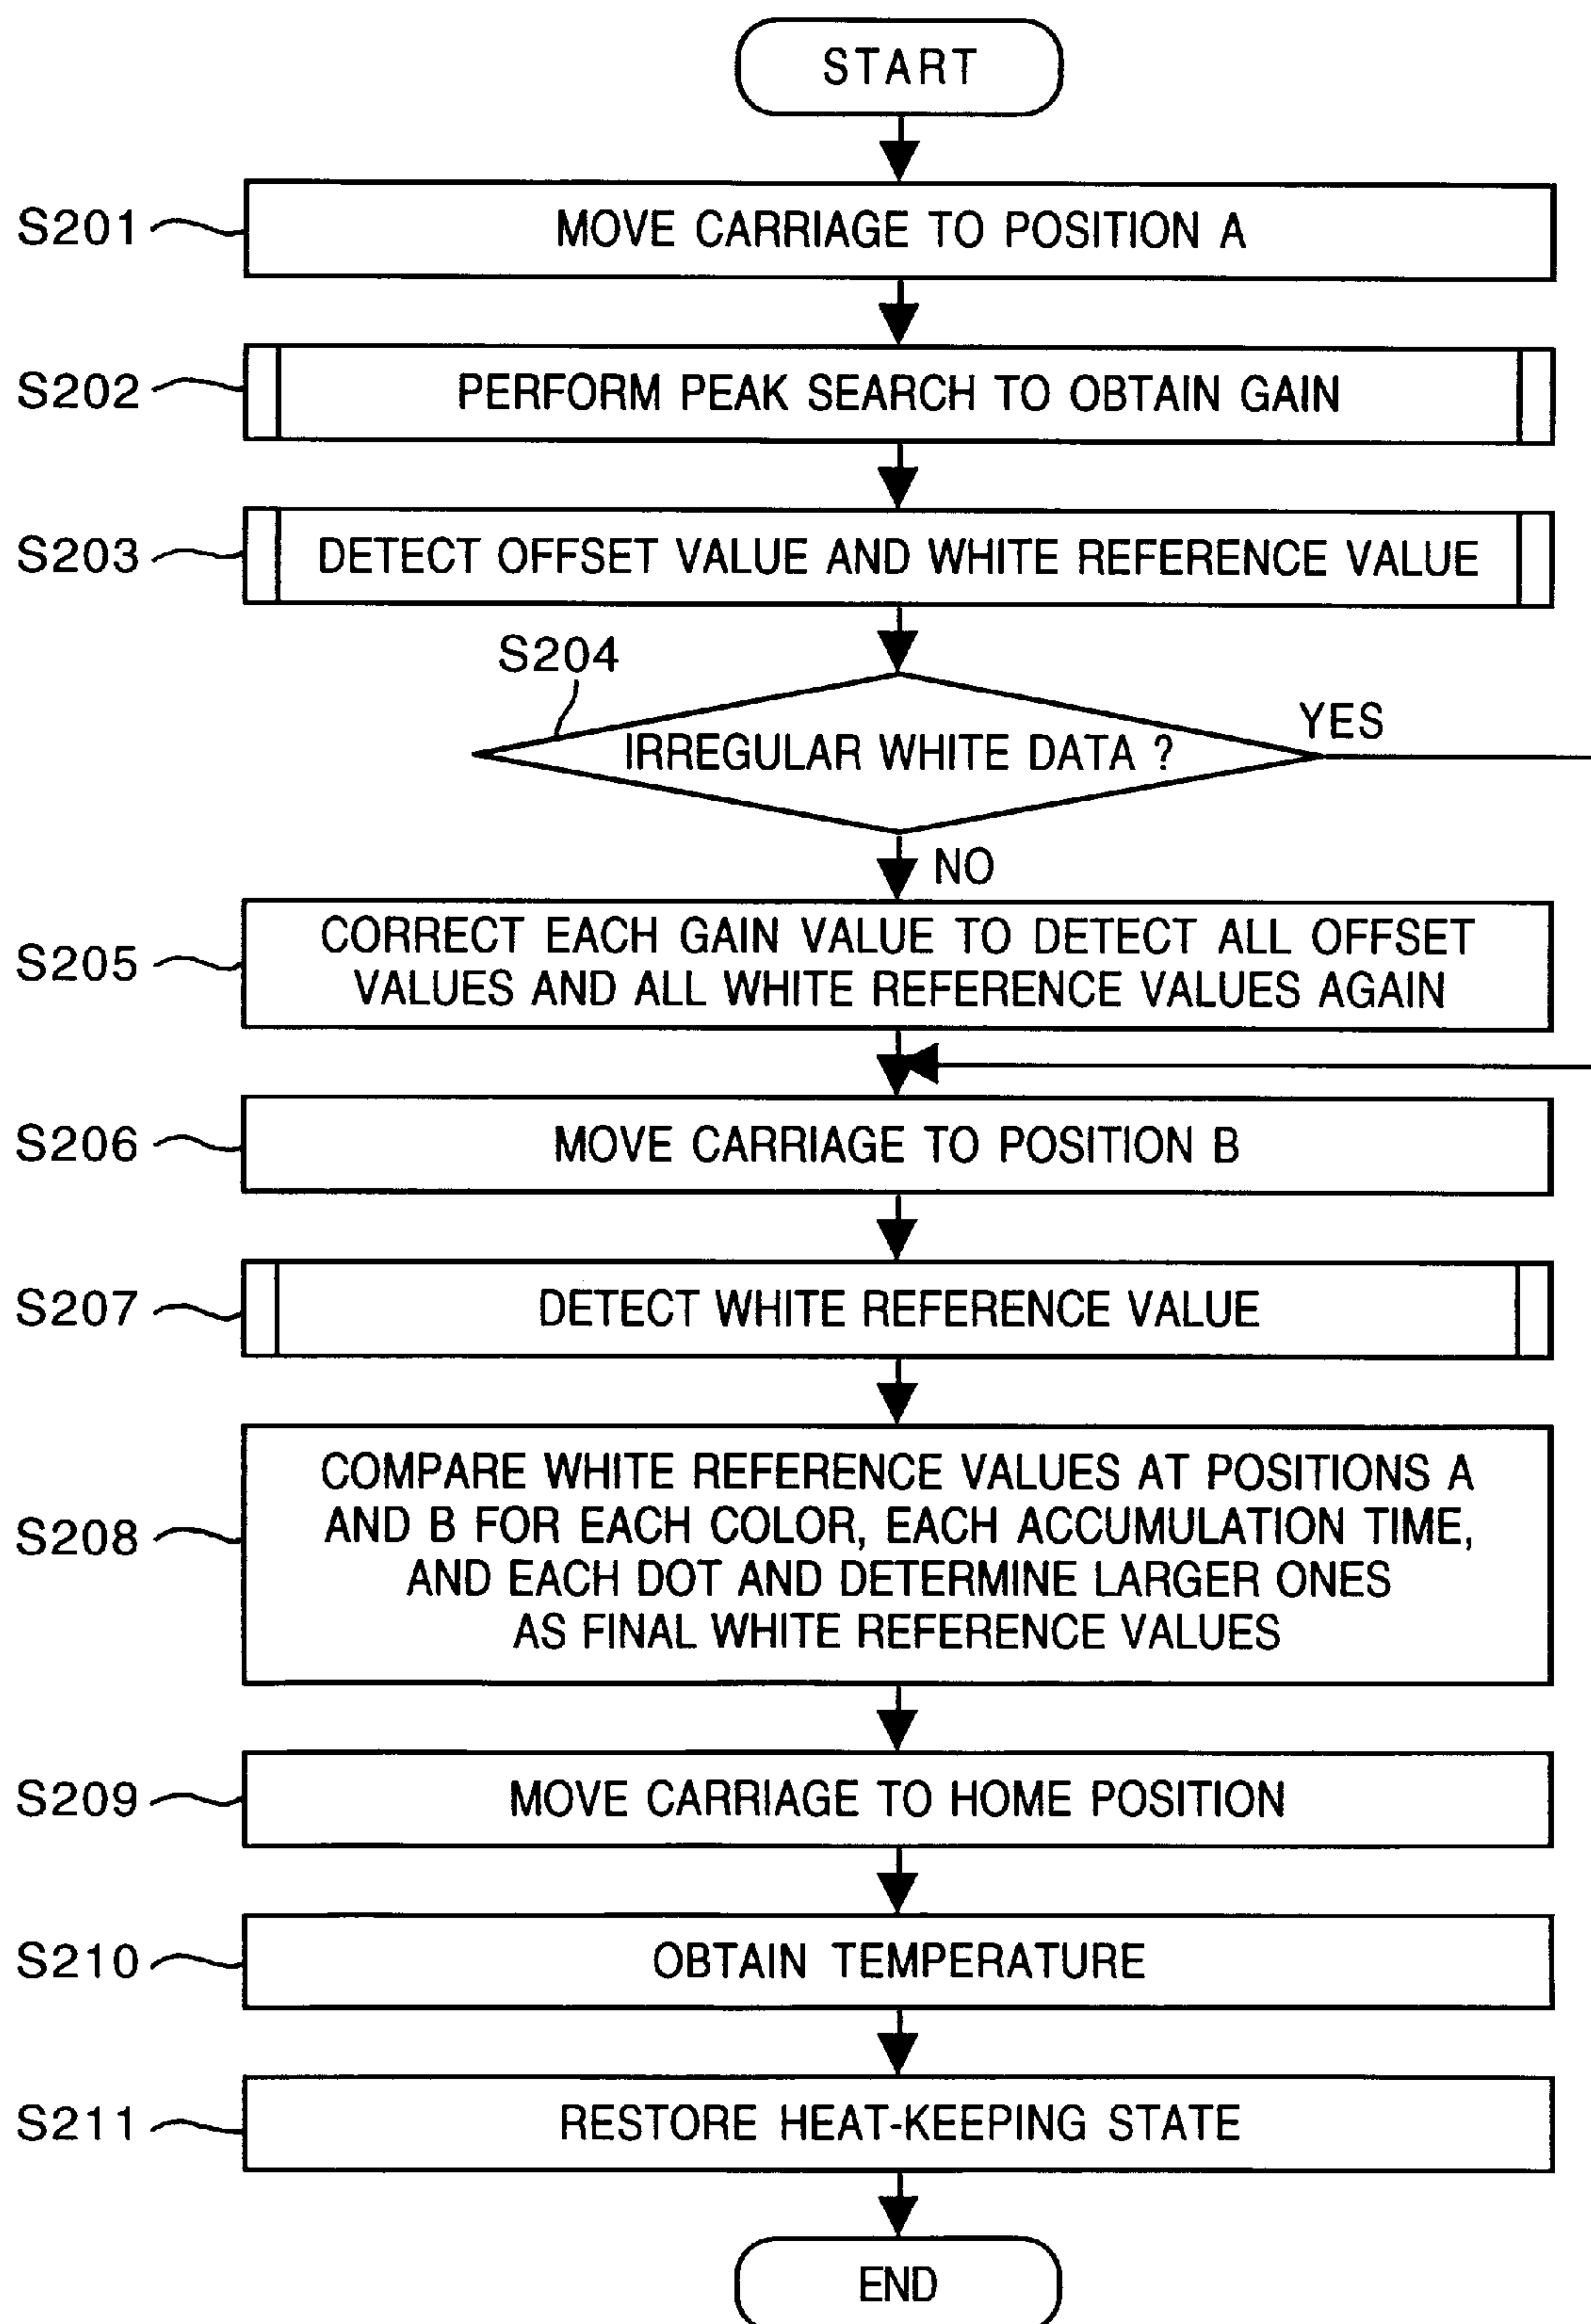 START
S201
MOVE CARRIAGE TO POSITION A
S202
PERFORM PEAK SEARCH TO OBTAIN GAIN
S203
DETECT OFFSET VALUE AND WHITE REFERENCE VALUE
S204
IRREGULAR WHITE DATA ?
YES
NO
S205
CORRECT EACH GAIN VALUE TO DETECT ALL OFFSET
VALUES AND ALL WHITE REFERENCE VALUES AGAIN
S206
MOVE CARRIAGE TO POSITION B
S207
DETECT WHITE REFERENCE VALUE
S208
COMPARE WHITE REFERENCE VALUES AT POSITIONS A
AND B FOR EACH COLOR, EACH ACCUMULATION TIME,
AND EACH DOT AND DETERMINE LARGER ONES
AS FINAL WHITE REFERENCE VALUES
S209
MOVE CARRIAGE TO HOME POSITION
S210
OBTAIN TEMPERATURE
S211
RESTORE HEAT-KEEPING STATE
END